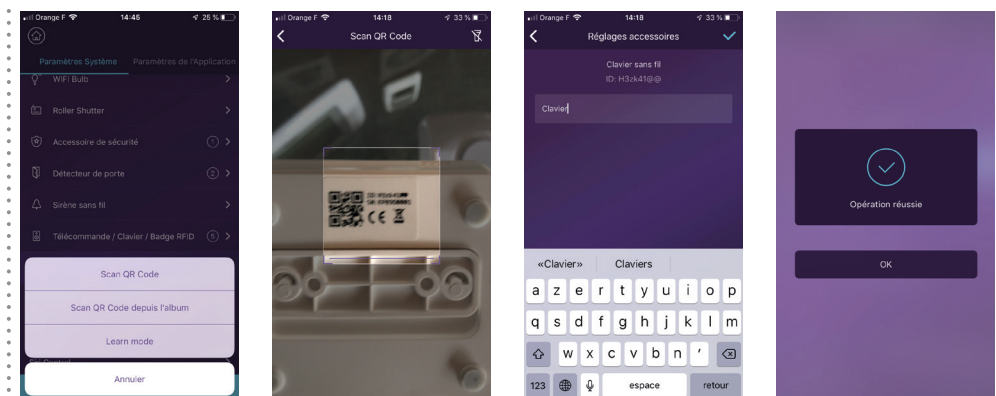 Orange F 14:45 25 %
Paramètres Système Paramètres de l'Application
WIFI Bulb
Roller Shutter
Accessoire de sécurité 1
Détecteur de porte 2
Sirène sans fil
Télécommande / Clavier / Badge RFID 5
Scan QR Code
Scan QR Code depuis l'album
Learn mode
Annuler
Orange F 14:18 33 %
Scan QR Code
CE
Orange F 14:18 33 %
Réglages accessoires
Clavier sans fil
ID: H3zk41@@
Clavier
«Clavier» Claviers
a z e r t y u i o p
q s d f g h j k l m
w x c v b n ’
123 espace retour
Opération réussie
OK